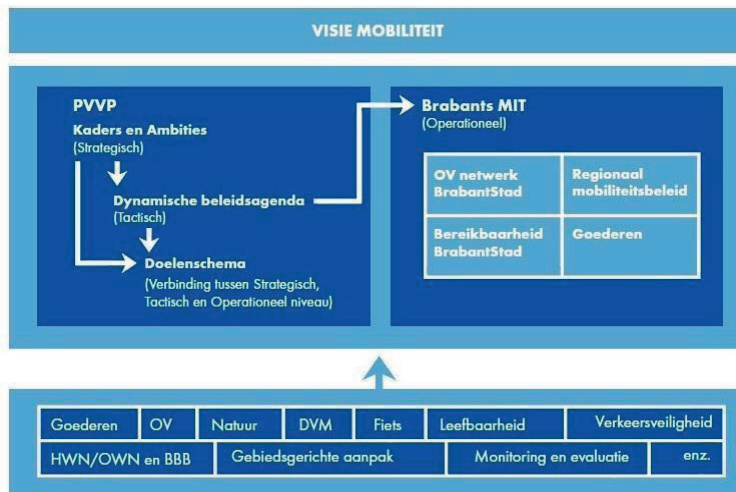 VISIE MOBILITEIT
PVVP
Kaders en Ambities
(Strategisch)
Dynamische beleidsagenda
(Tactisch)
Doelenschema
(Verbinding tussen Strategisch,
Tactisch en Operationeel niveau)
Brabants MIT
(Operationeel)
OV netwerk
BrabantStad
Regionaal
mobiliteitsbeleid
Bereikbaarheid
BrabantStad
Goederen
Goederen
OV
Natuur
DVM
Fiets
Leefbaarheid
Verkeersveiligheid
HWN/OWN en BBB
Gebiedsgerichte aanpak
Monitoring en evaluatie
enz.